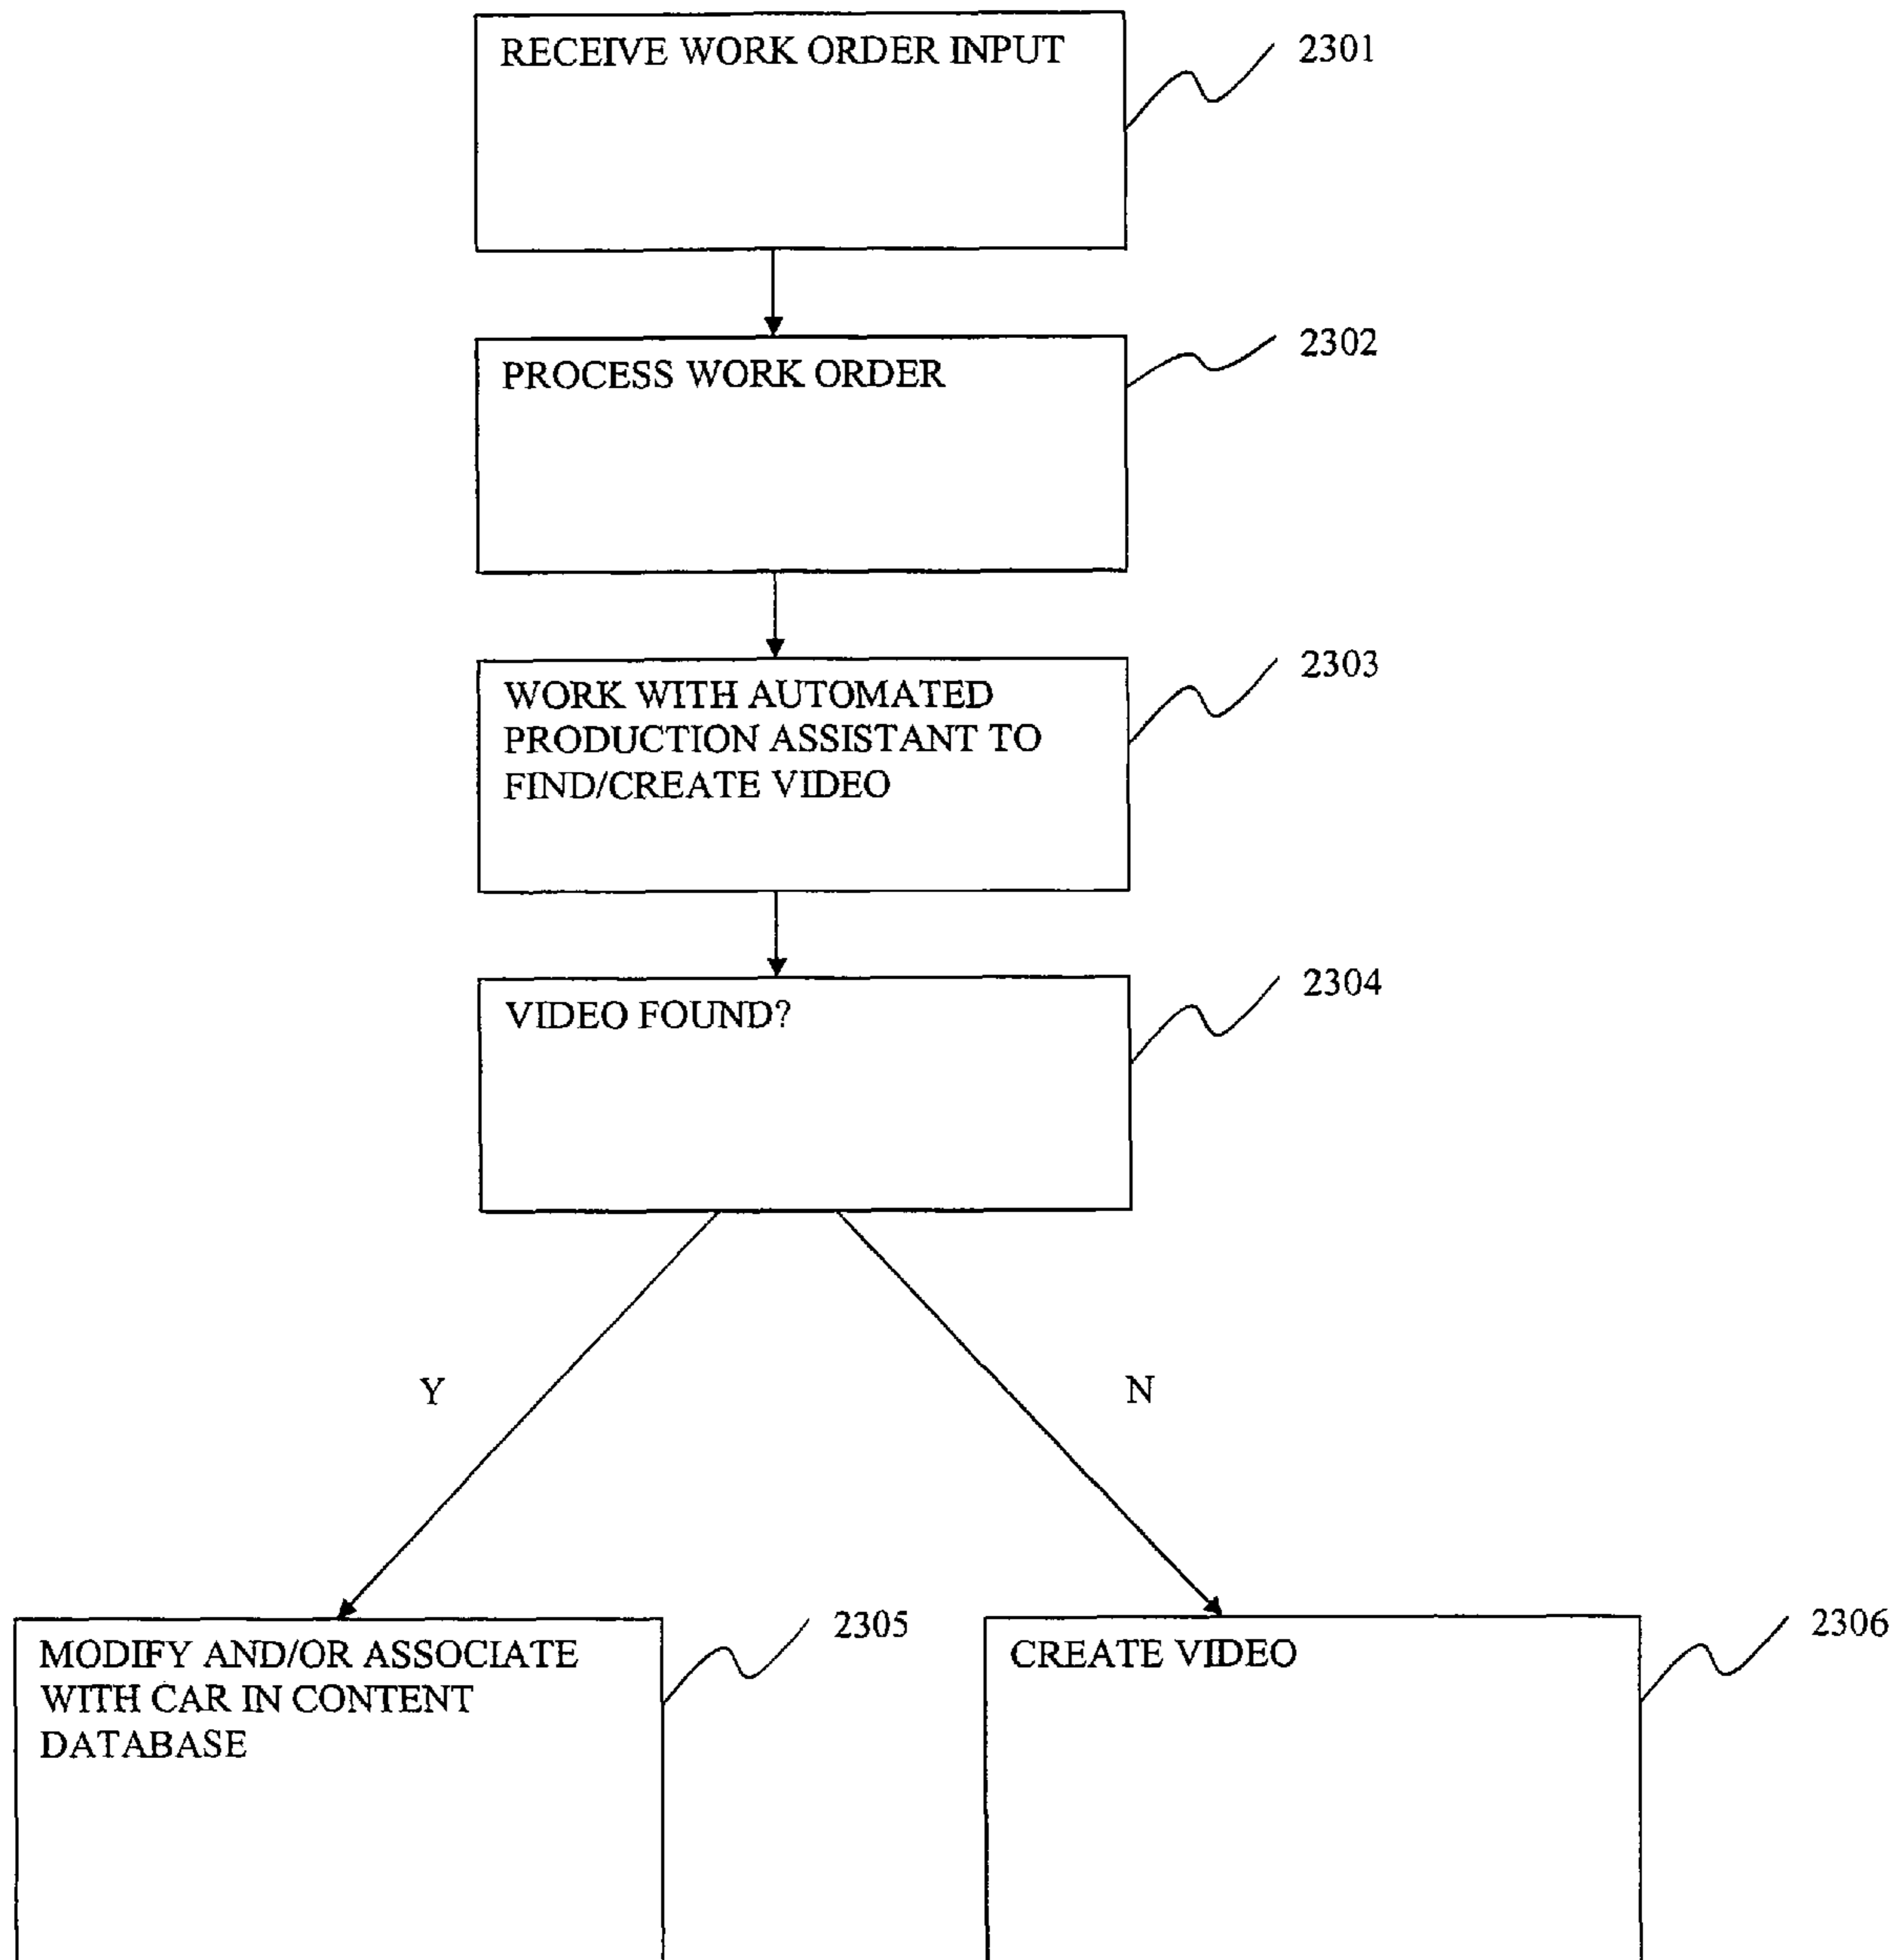 RECEIVE WORK ORDER INPUT
2301
PROCESS WORK ORDER
2302
WORK WITH AUTOMATED
PRODUCTION ASSISTANT TO
FIND/CREATE VIDEO
2303
VIDEO FOUND?
2304
Y
N
MODIFY AND/OR ASSOCIATE
WITH CAR IN CONTENT
DATABASE
2305
CREATE VIDEO
2306